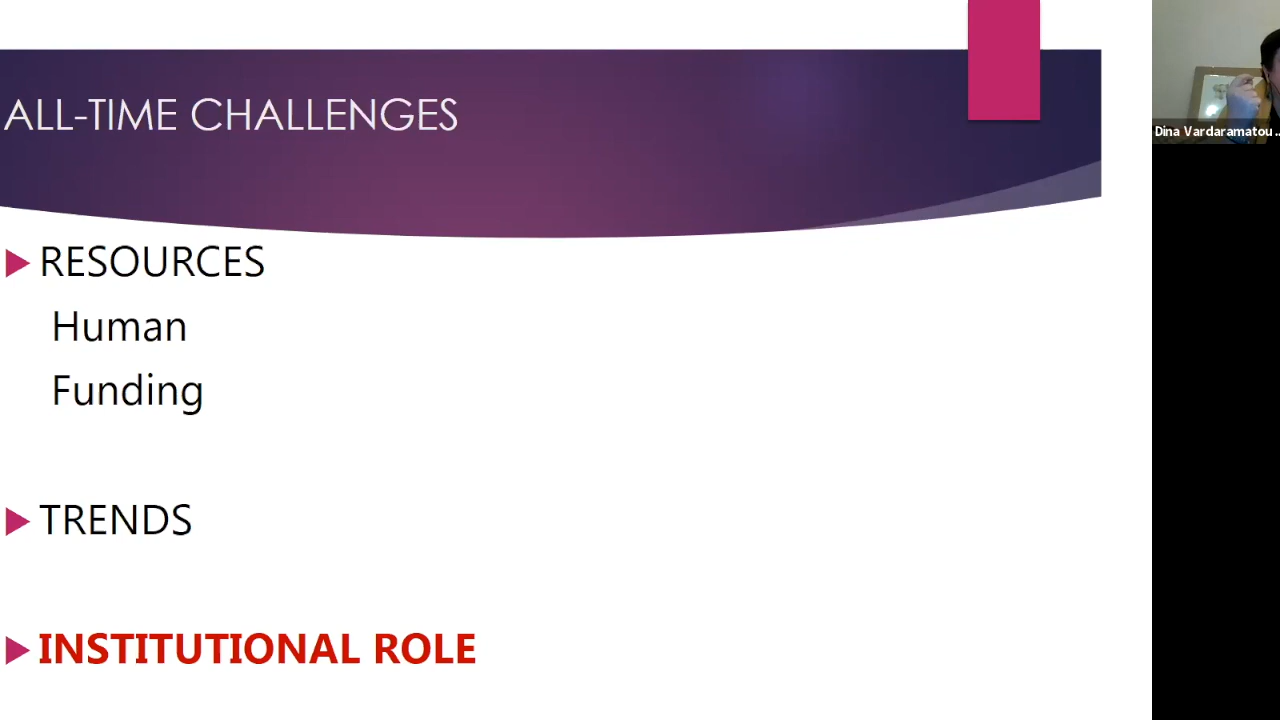 ALL-TIME CHALLENGES
RESOURCES
Human
Funding
TRENDS
INSTITUTIONAL ROLE
Dina Vardaramatou...